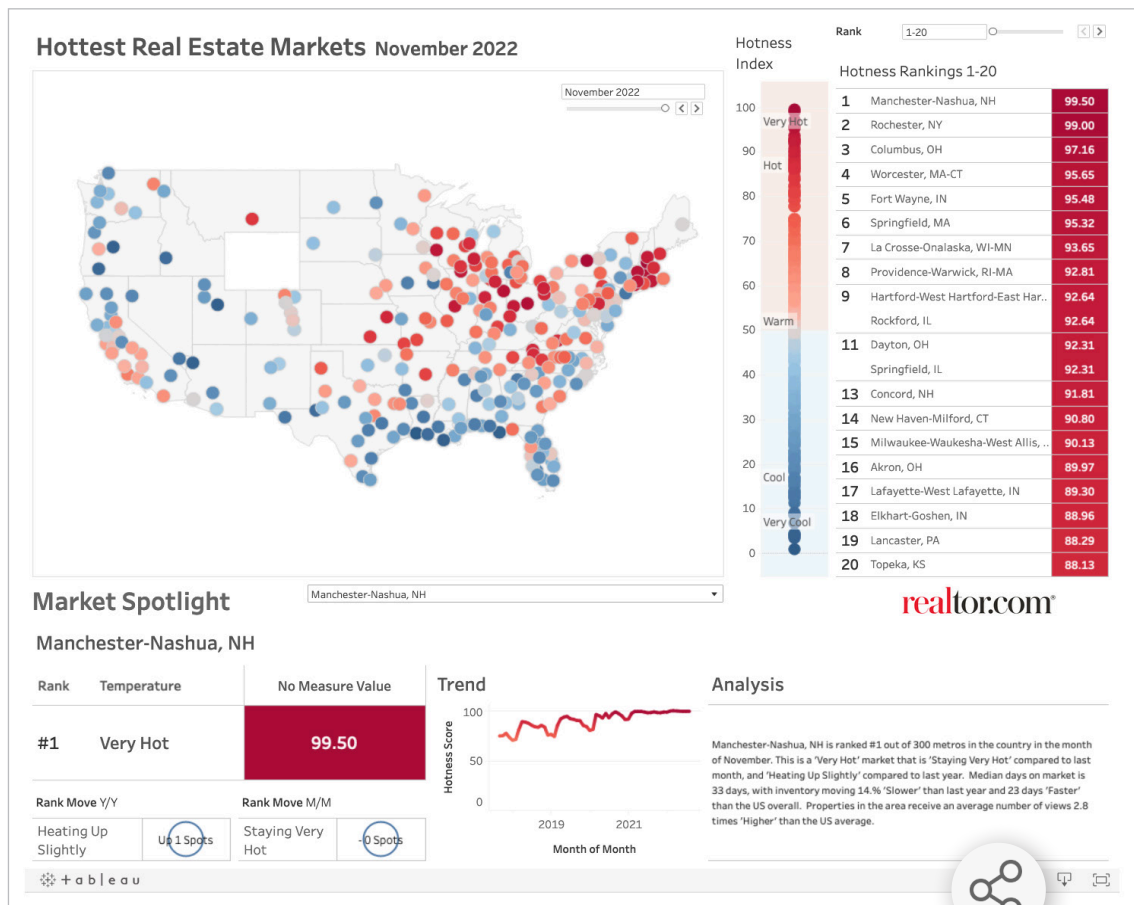 Hottest Real Estate Markets November 2022
November 2022
Hotness
Index
100
Very Hot
90
Hot
80
70
60
Warm
50
40
30
20
Cool
10
Very Cool
0
Rank 1-20
Hotness Rankings 1-20
1 Manchester-Nashua, NH 99.50
2 Rochester, NY 99.00
3 Columbus, OH 97.16
4 Worcester, MA-CT 95.65
5 Fort Wayne, IN 95.48
6 Springfield, MA 95.32
7 La Crosse-Onalaska, WI-MN 93.65
8 Providence-Warwick, RI-MA 92.81
9 Hartford-West Hartford-East Har.. 92.64
Rockford, IL 92.64
11 Dayton, OH 92.31
Springfield, IL 92.31
13 Concord, NH 91.81
14 New Haven-Milford, CT 90.80
15 Milwaukee-Waukesha-West Allis, .. 90.13
16 Akron, OH 89.97
17 Lafayette-West Lafayette, IN 89.30
18 Elkhart-Goshen, IN 88.96
19 Lancaster, PA 88.29
20 Topeka, KS 88.13
realtor.com®
Market Spotlight
Manchester-Nashua, NH
Manchester-Nashua, NH
Rank Temperature No Measure Value
#1 Very Hot 99.50
Rank Move Y/Y
Heating Up
Slightly
Up 1 Spots
Rank Move M/M
Staying Very
Hot
-0 Spots
Trend
Hotness Score
100
50
0
2019 2021
Month of Month
Analysis
Manchester-Nashua, NH is ranked #1 out of 300 metros in the country in the month
of November. This is a 'Very Hot' market that is 'Staying Very Hot' compared to last
month, and 'Heating Up Slightly' compared to last year. Median days on market is
33 days, with inventory moving 14.% 'Slower' than last year and 23 days 'Faster'
than the US overall. Properties in the area receive an average number of views 2.8
times 'Higher' than the US average.
+ableau